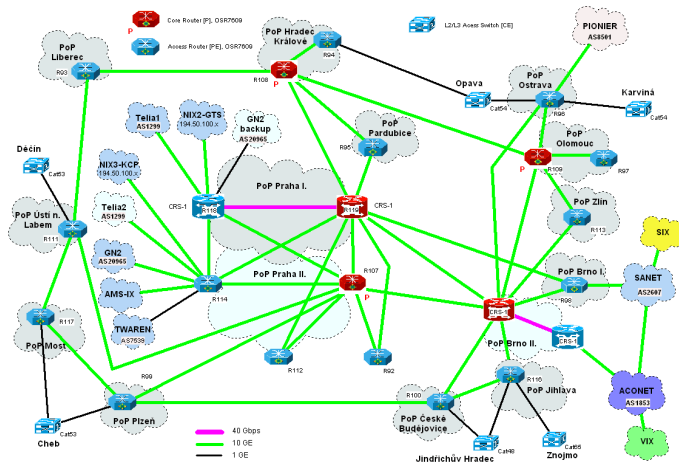 Core Router [P], OSR7609
P
Access Router [PE], OSR7609
L2/L3 Acess Switch [CE]
PIONIER
AS8501
PoP Hradec
Králové
R94
R108
P
PoP
Liberec
R93
Opava
Cat54
PoP
Ostrava
R96
Karviná
Cat54
Telia1
AS1299
NIX2-GTS
194.50.100.x
GN2
backup
AS20965
PoP
Pardubice
R95
PoP
Olomouc
R109
P
R97
Děčín
Cat53
NIX3-KCP
194.50.100.x
PoP Praha I.
CRS-1
R118
R119
CRS-1
PoP Zlín
R113
Telia2
AS1299
PoP Ústí n.
Labem
R111
SIX
GN2
AS20965
PoP Praha II.
R107
P
R114
AMS-IX
PoP Brno I.
R98
SANET
AS2607
CRS-1
R117
PoP Most
TWAREN
AS7539
PoP Brno II.
CRS-1
R112
R92
R99
PoP Plzeň
R100
PoP České
Budějovice
R116
PoP Jihlava
ACONET
AS1853
Cheb
Cat53
40 Gbps
10 GE
1 GE
Jindřichův Hradec
Cat48
Znojmo
Cat65
VIX